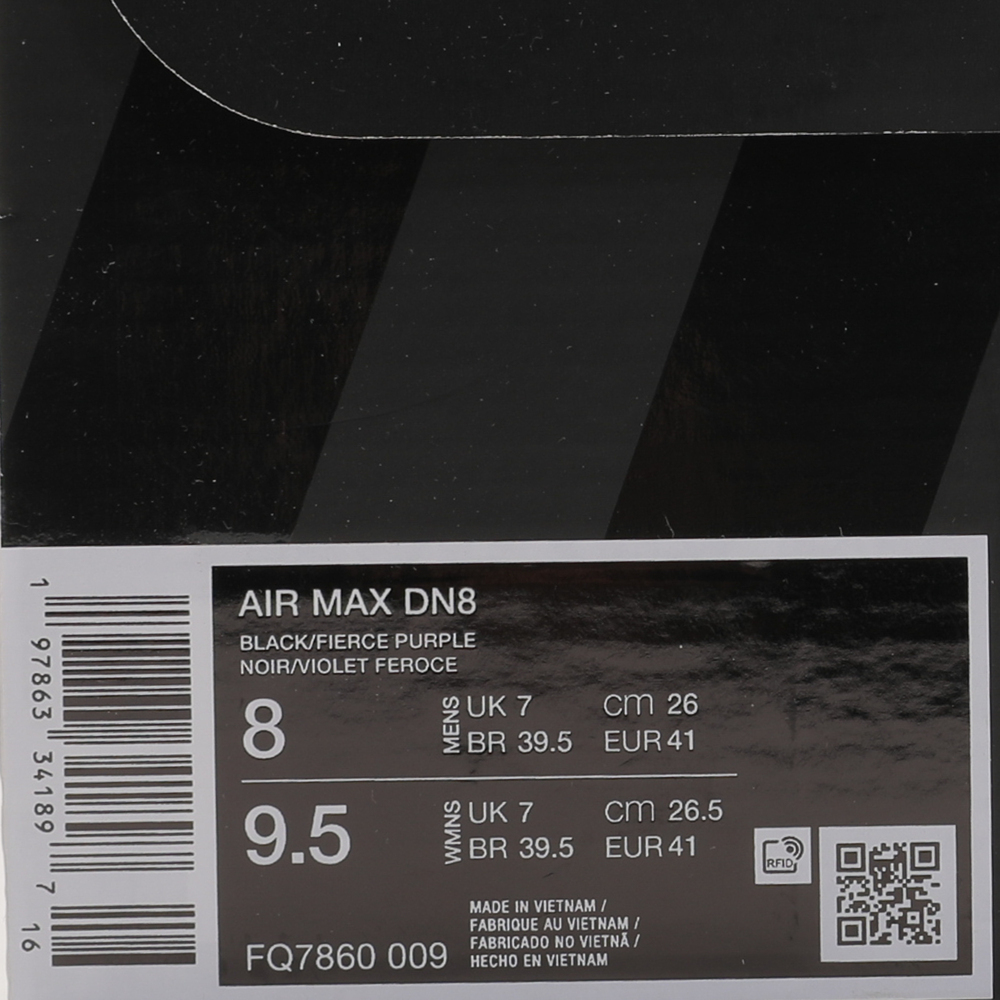 AIR MAX DN8
BLACK/FIERCE PURPLE
NOIR/VIOLET FEROCE
8 MENS UK 7 cm 26
BR 39.5 EUR 41
9.5 WMNS UK 7 cm 26.5
BR 39.5 EUR 41
MADE IN VIETNAM /
FABRIQUE AU VIETNAM /
FABRICADO NO VIETNÃ /
HECHO EN VIETNAM
FQ7860 009
RFID
1 97863 34189 7 16